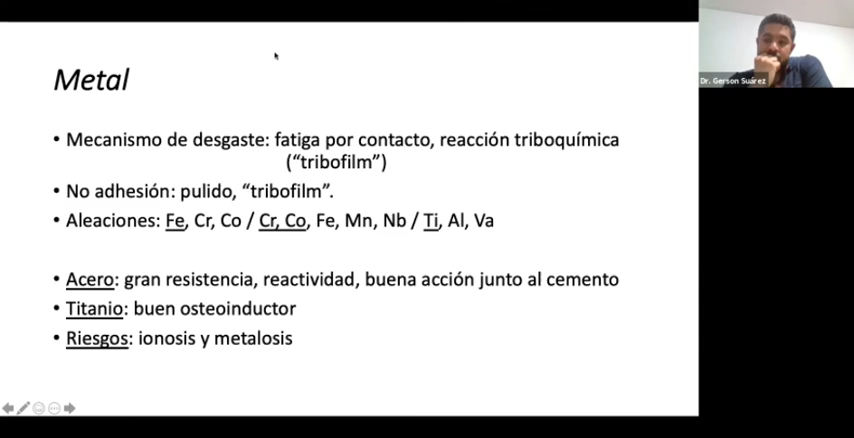 Metal
• Mecanismo de desgaste: fatiga por contacto, reacción triboquímica
(“tribofilm”)
• No adhesión: pulido, “tribofilm”.
• Aleaciones: Fe, Cr, Co / Cr, Co, Fe, Mn, Nb / Ti, Al, Va
• Acero: gran resistencia, reactividad, buena acción junto al cemento
• Titanio: buen osteoinductor
• Riesgos: ionosis y metalosis
Dr. Gerson Suárez